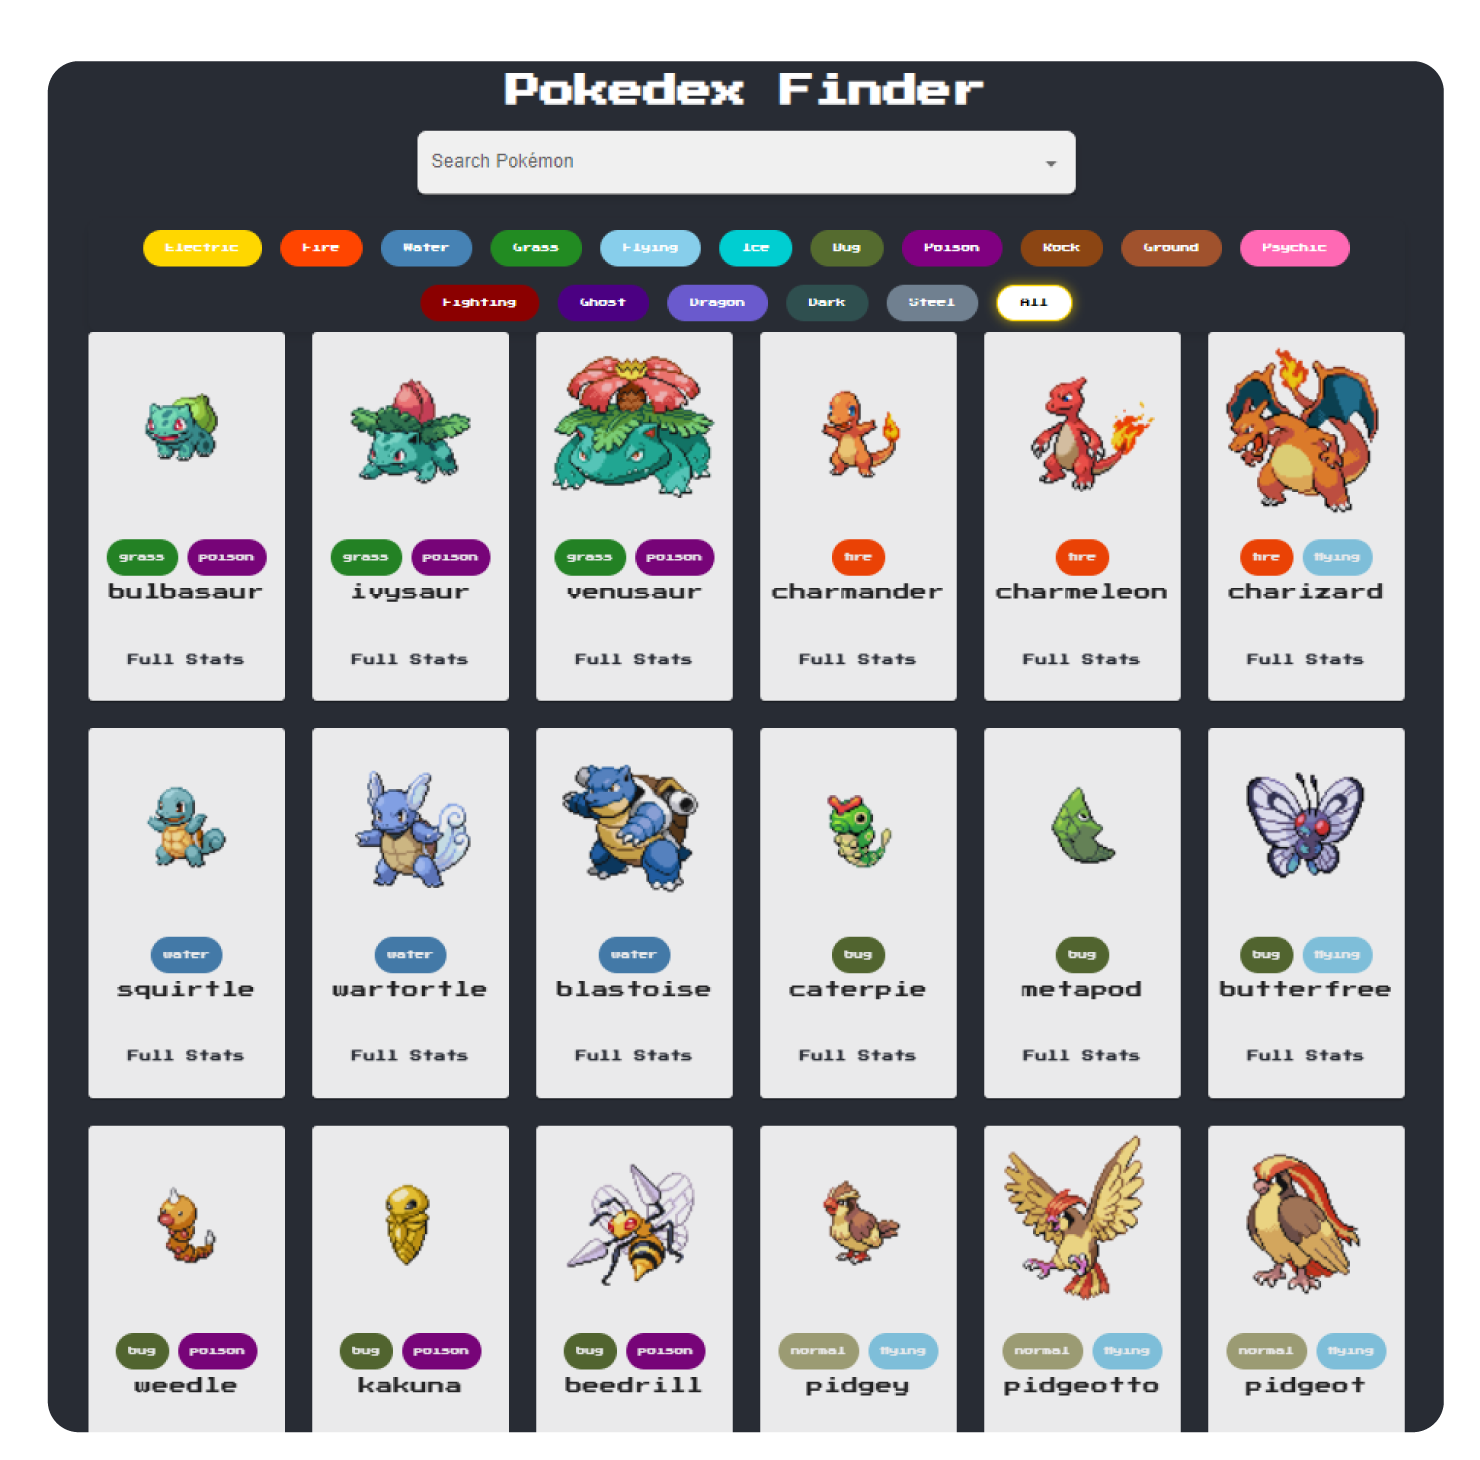 Pokedex Finder
Search Pokémon
Electric Fire Water Grass Flying Ice Bug Poison Rock Ground Psychic
Fighting Ghost Dragon Dark Steel All
grass poison grass poison grass poison fire fire fire flying
bulbasaur ivysaur venusaur charmander charmeleon charizard
Full Stats Full Stats Full Stats Full Stats Full Stats Full Stats
water water water bug bug bug flying
squirtle wartortle blastoise caterpie metapod butterfree
Full Stats Full Stats Full Stats Full Stats Full Stats Full Stats
bug poison bug poison bug poison normal flying normal flying normal flying
weedle kakuna beedrill pidgey pidgeotto pidgeot